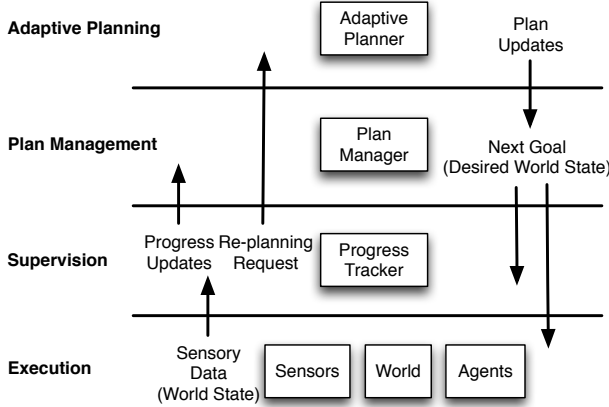 Adaptive Planning
Adaptive
Planner
Plan
Updates
Plan Management
Plan
Manager
Next Goal
(Desired World State)
Supervision
Progress
Updates
Re-planning
Request
Progress
Tracker
Execution
Sensory
Data
(World State)
Sensors
World
Agents